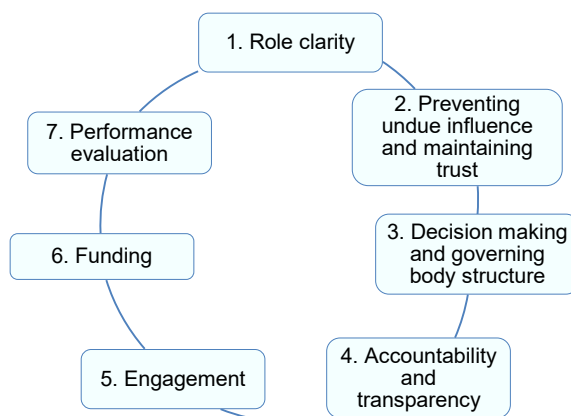 1. Role clarity
2. Preventing
undue influence
and maintaining
trust
3. Decision making
and governing
body structure
4. Accountability
and
transparency
5. Engagement
6. Funding
7. Performance
evaluation